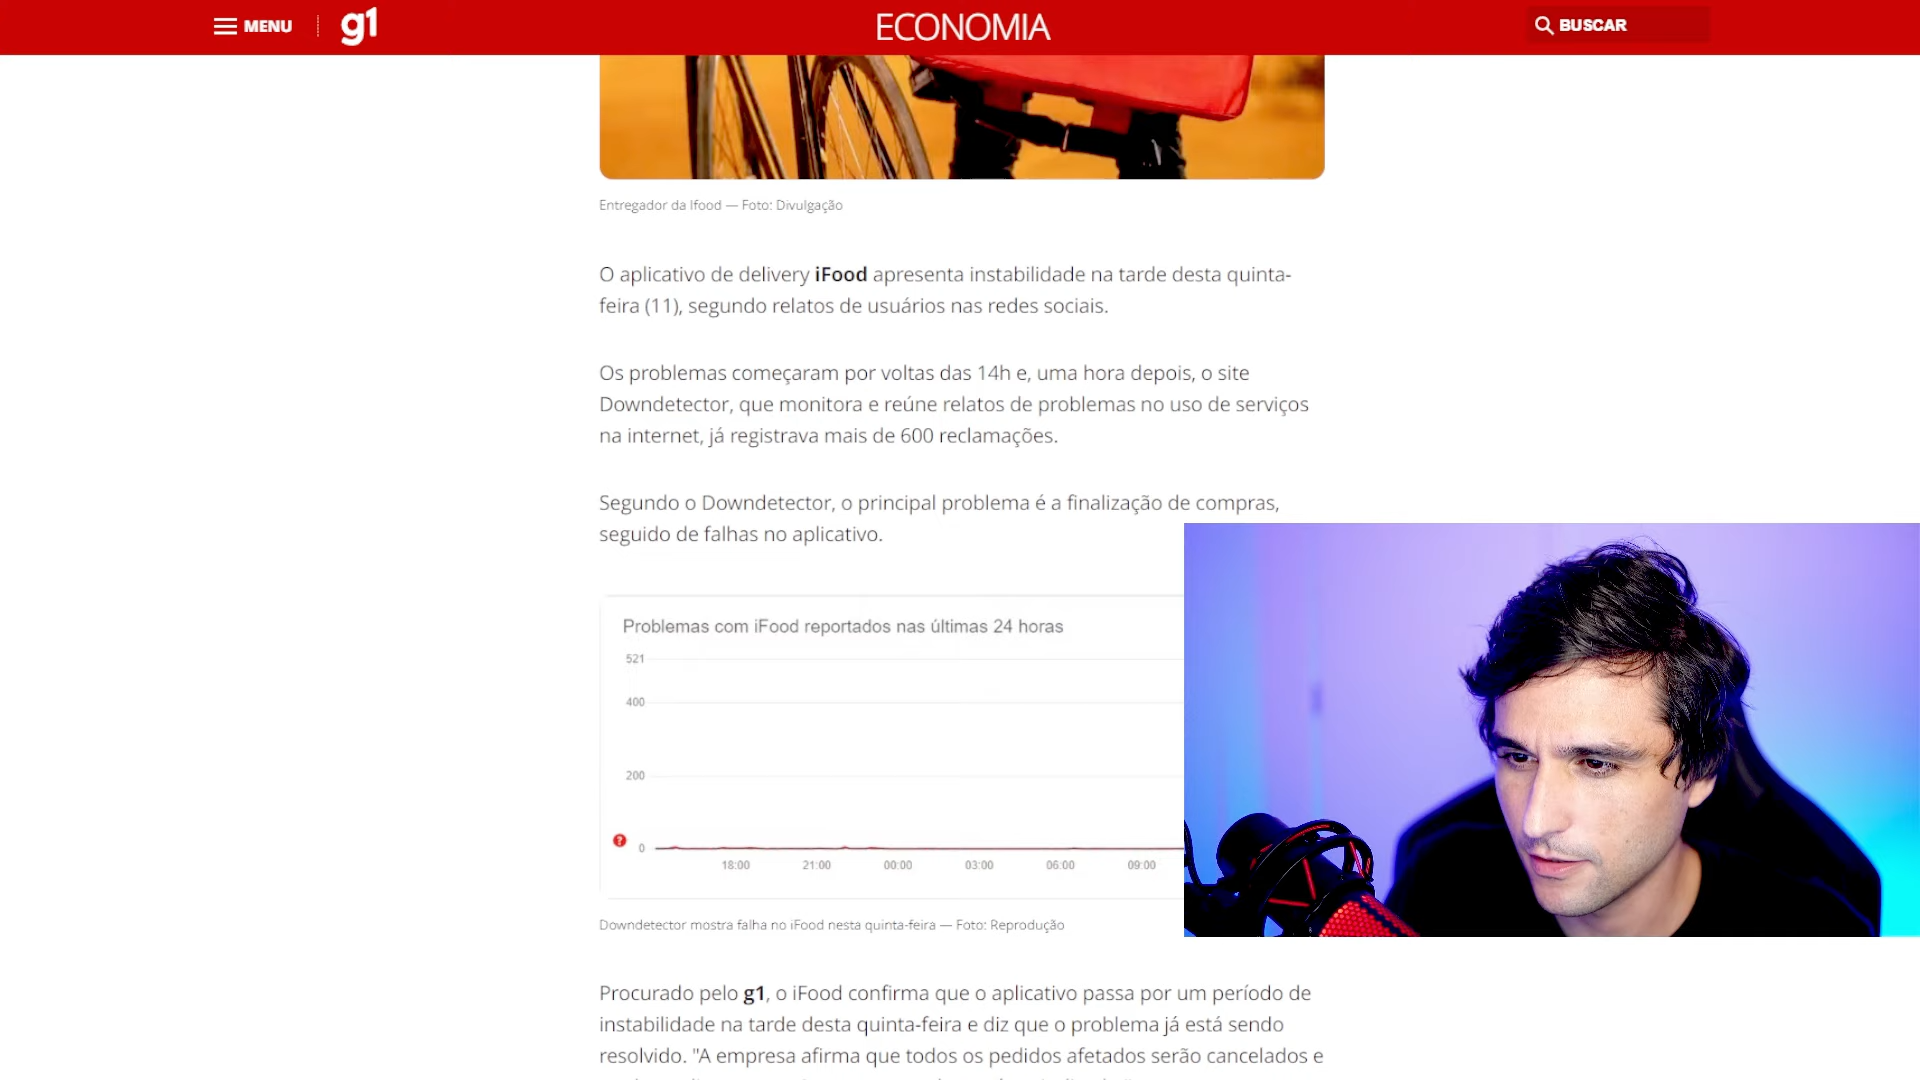 MENU
g1
ECONOMIA
BUSCAR
Entregador da Ifood — Foto: Divulgação
O aplicativo de delivery iFood apresenta instabilidade na tarde desta quinta-
feira (11), segundo relatos de usuários nas redes sociais.
Os problemas começaram por voltas das 14h e, uma hora depois, o site
Downdetector, que monitora e reúne relatos de problemas no uso de serviços
na internet, já registrava mais de 600 reclamações.
Segundo o Downdetector, o principal problema é a finalização de compras,
seguido de falhas no aplicativo.
Problemas com iFood reportados nas últimas 24 horas
521
400
200
?
0
18:00 21:00 00:00 03:00 06:00 09:00
Downdetector mostra falha no iFood nesta quinta-feira — Foto: Reprodução
Procurado pelo g1, o iFood confirma que o aplicativo passa por um período de
instabilidade na tarde desta quinta-feira e diz que o problema já está sendo
resolvido. "A empresa afirma que todos os pedidos afetados serão cancelados e